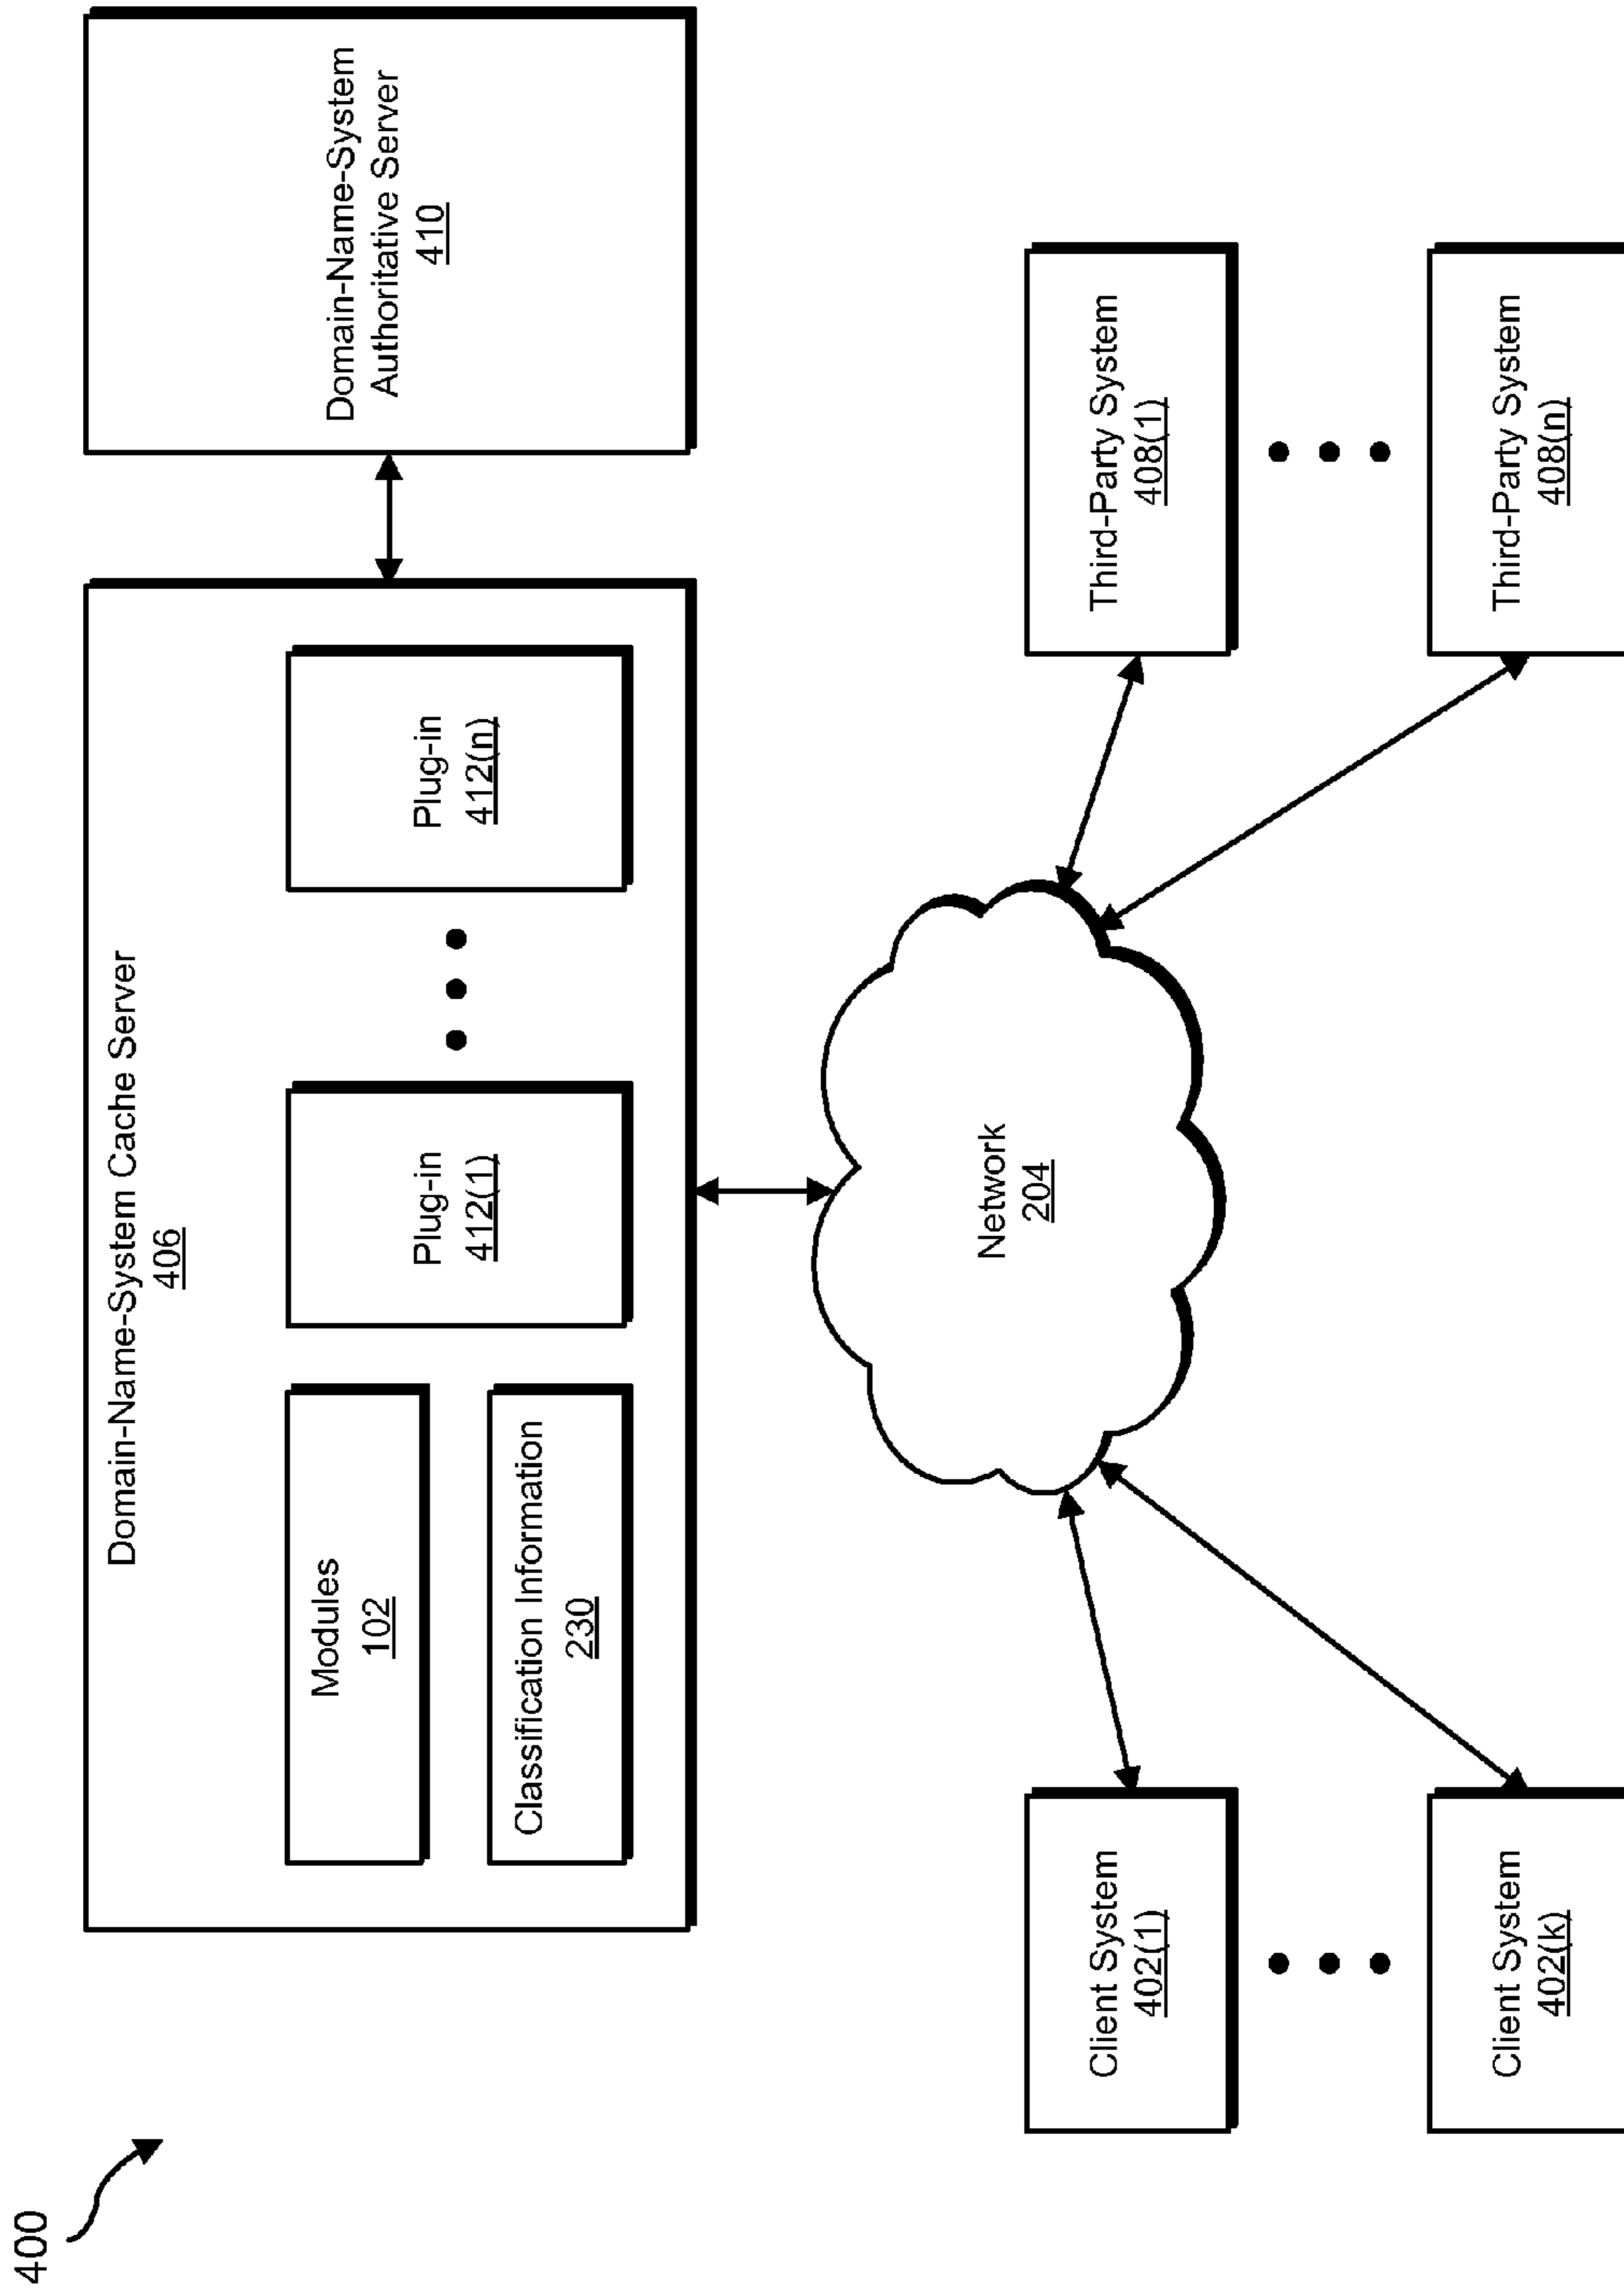 400
Domain-Name-System Cache Server
406
Modules
102
Classification Information
230
Plug-in
412(1)
Plug-in
412(n)
Domain-Name-System
Authoritative Server
410
Network
204
Client System
402(1)
Client System
402(k)
Third-Party System
408(1)
Third-Party System
408(n)